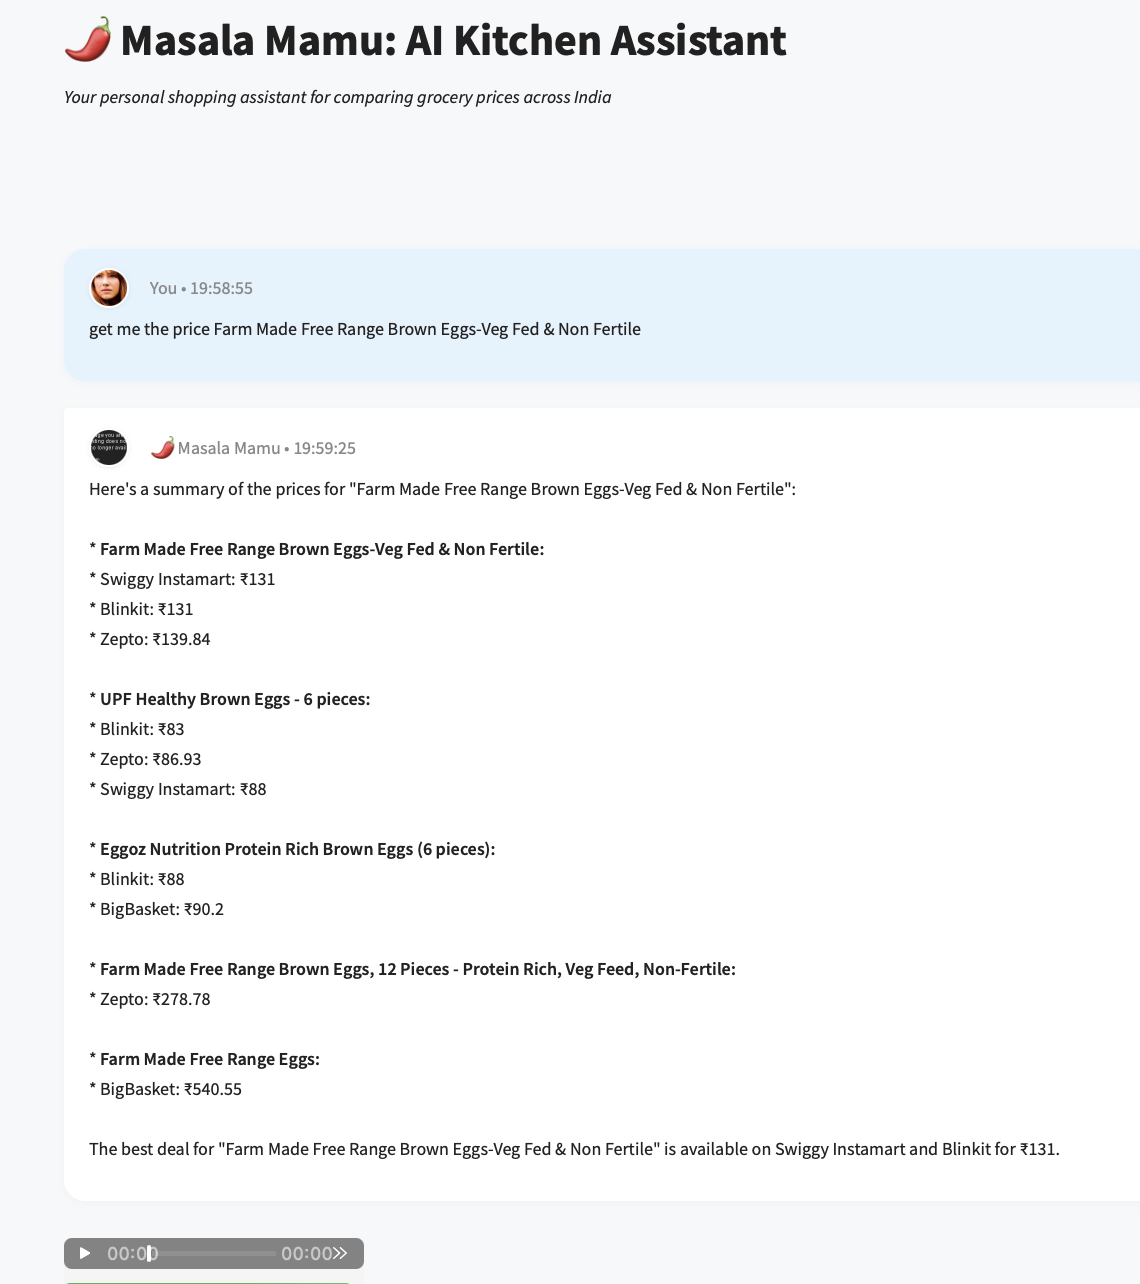 🌶️ Masala Mamu: AI Kitchen Assistant
Your personal shopping assistant for comparing grocery prices across India
You • 19:58:55
get me the price Farm Made Free Range Brown Eggs-Veg Fed & Non Fertile
🌶️ Masala Mamu • 19:59:25
Here's a summary of the prices for "Farm Made Free Range Brown Eggs-Veg Fed & Non Fertile":
* Farm Made Free Range Brown Eggs-Veg Fed & Non Fertile:
* Swiggy Instamart: ₹131
* Blinkit: ₹131
* Zepto: ₹139.84
* UPF Healthy Brown Eggs - 6 pieces:
* Blinkit: ₹83
* Zepto: ₹86.93
* Swiggy Instamart: ₹88
* Eggoz Nutrition Protein Rich Brown Eggs (6 pieces):
* Blinkit: ₹88
* BigBasket: ₹90.2
* Farm Made Free Range Brown Eggs, 12 Pieces - Protein Rich, Veg Feed, Non-Fertile:
* Zepto: ₹278.78
* Farm Made Free Range Eggs:
* BigBasket: ₹540.55
The best deal for "Farm Made Free Range Brown Eggs-Veg Fed & Non Fertile" is available on Swiggy Instamart and Blinkit for ₹131.
00:00 00:00